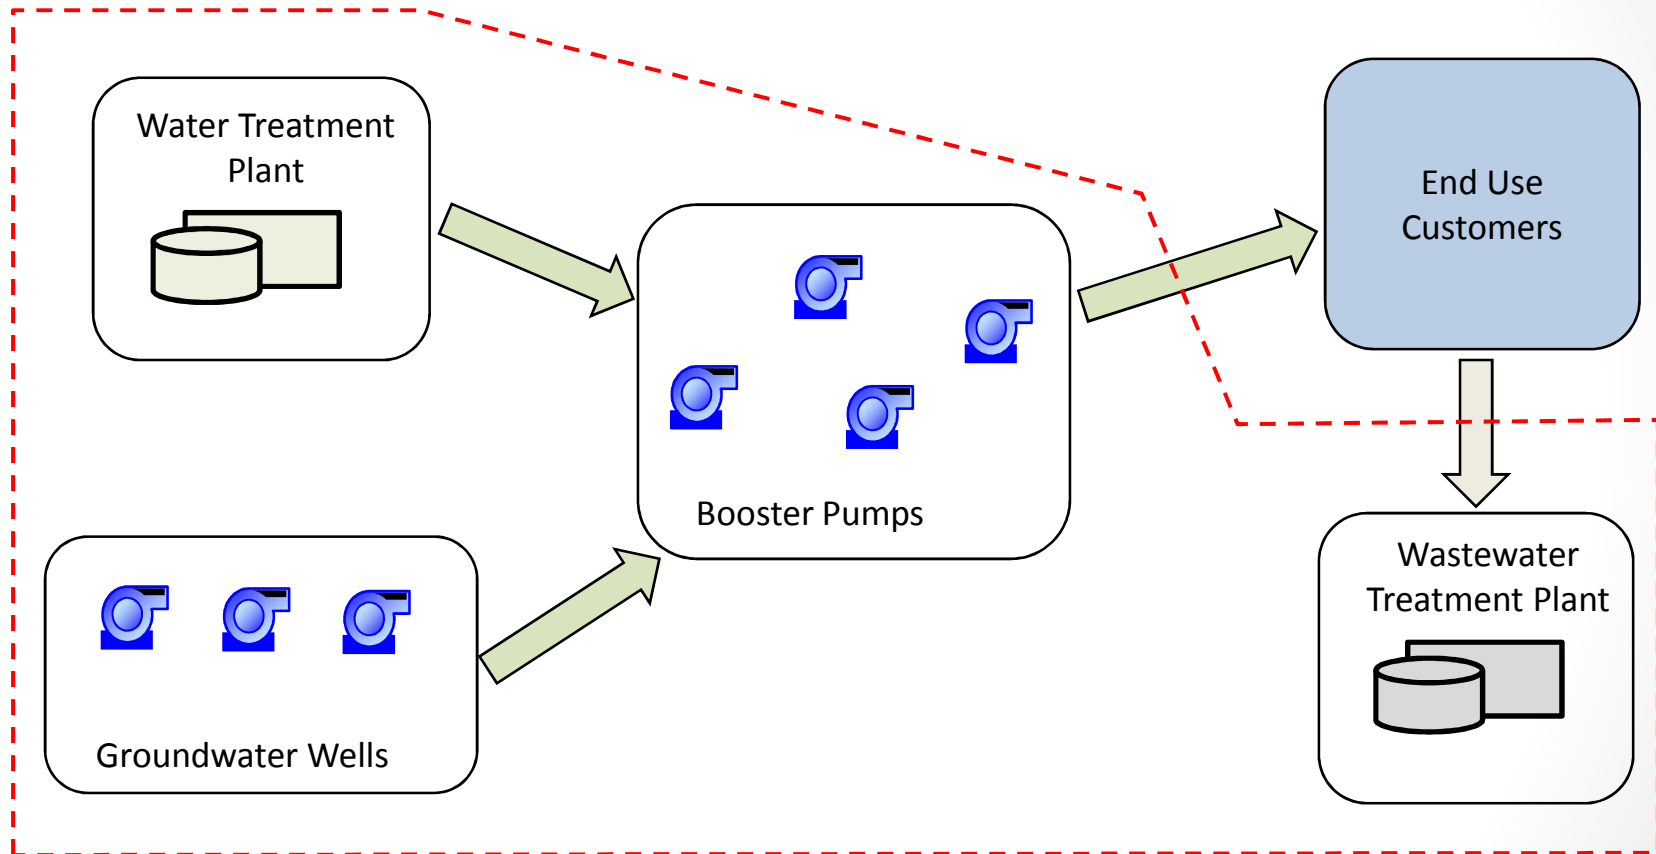 Water Treatment
Plant
End Use
Customers
Booster Pumps
Wastewater
Treatment Plant
Groundwater Wells